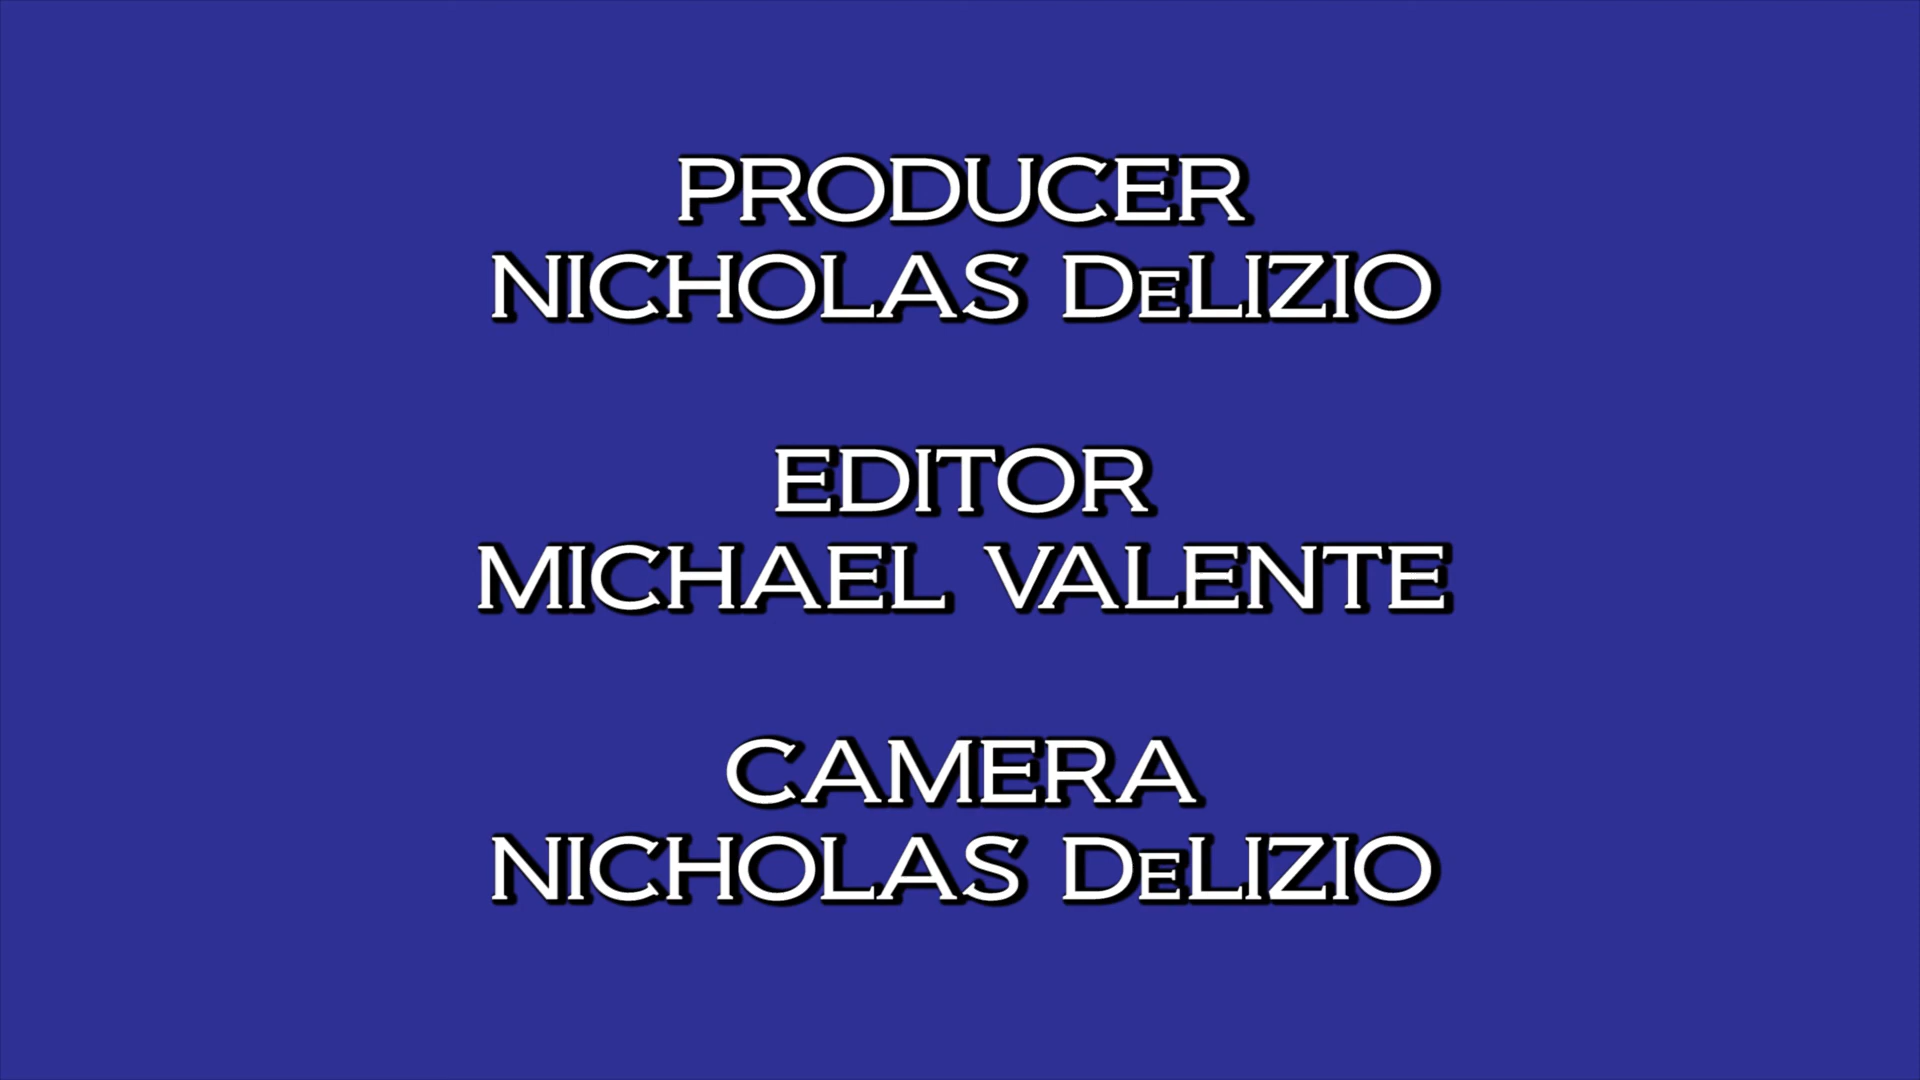 PRODUCER
NICHOLAS DeLIZIO
EDITOR
MICHAEL VALENTE
CAMERA
NICHOLAS DeLIZIO